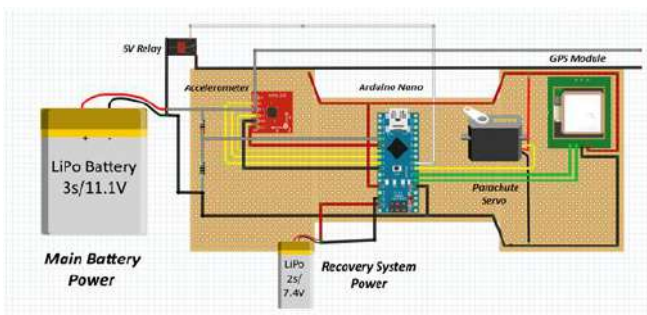 5V Relay
GPS Module
Accelerometer
Arduino Nano
LiPo Battery
3s/11.1V
Parachute
Servo
Main Battery
Power
LiPo
2s/
7.4V
Recovery System
Power